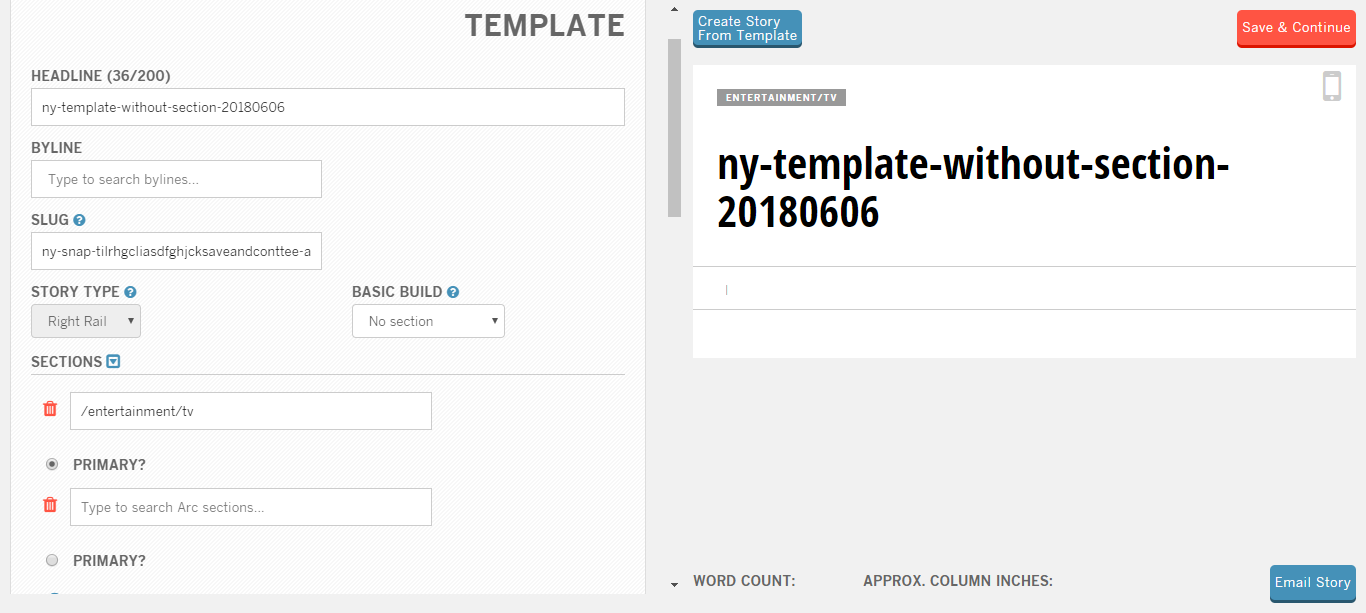 TEMPLATE
HEADLINE (36/200)
ny-template-without-section-20180606
BYLINE
Type to search bylines...
SLUG
ny-snap-tilrhgcliasdfghjcksaveandconttee-a
STORY TYPE
BASIC BUILD
Right Rail
No section
SECTIONS
/entertainment/tv
PRIMARY?
Type to search Arc sections...
PRIMARY?
Create Story
From Template
Save & Continue
ENTERTAINMENT/TV
ny-template-without-section-
20180606
|
WORD COUNT:
APPROX. COLUMN INCHES:
Email Story